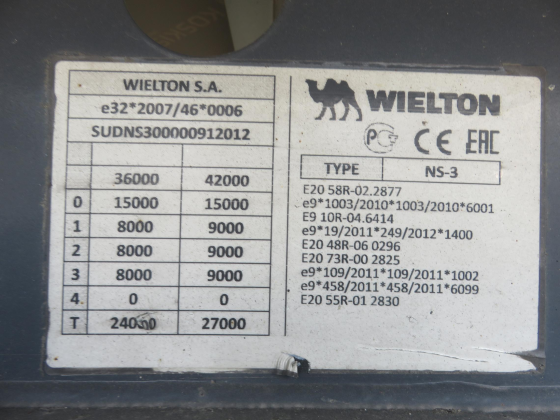 WIELTON S.A.
e32*2007/46*0006
SUDNS300000912012
36000 42000
0 15000 15000
1 8000 9000
2 8000 9000
3 8000 9000
4 0 0
T 24000 27000
WIELTON
PC CE EAC
TYPE NS-3
E20 58R-02.2877
e9*1003/2010*1003/2010*6001
E9 10R-04.6414
e9*19/2011*249/2012*1400
E20 48R-06 0296
E20 73R-00 2825
e9*109/2011*109/2011*1002
e9*458/2011*458/2011*6099
E20 55R-01 2830